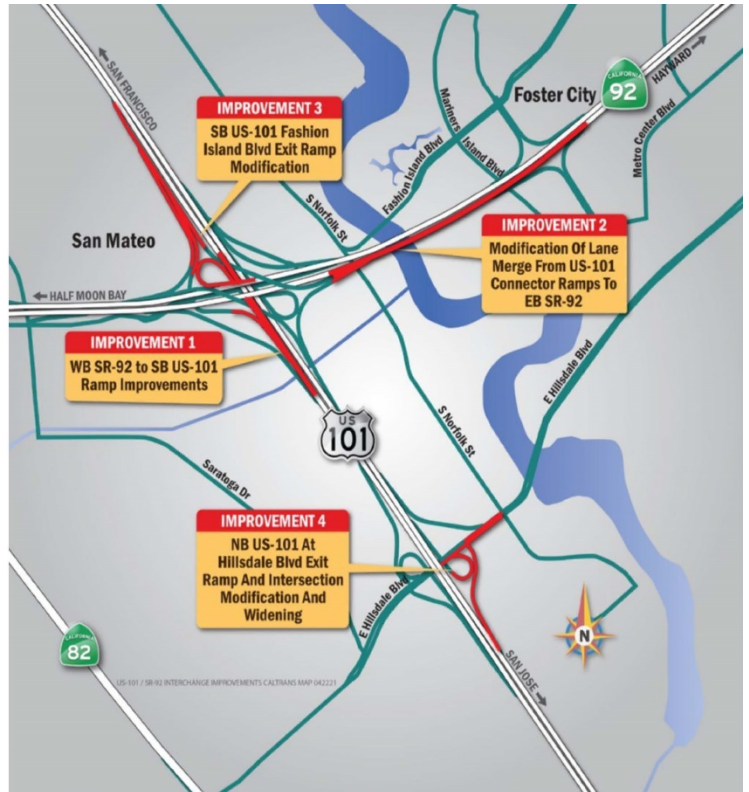 SAN FRANCISCO
IMPROVEMENT 3
SB US-101 Fashion
Island Blvd Exit Ramp
Modification
Mariners
Island Blvd
Foster City
CALIFORNIA
92
HAYWARD
Metro Center Blvd
Fashion Island Blvd
S Norfolk St
San Mateo
IMPROVEMENT 2
Modification Of Lane
Merge From US-101
Connector Ramps To
EB SR-92
HALF MOON BAY
IMPROVEMENT 1
WB SR-92 to SB US-101
Ramp Improvements
E Hillsdale Blvd
US
101
S Norfolk St
Saratoga Dr
IMPROVEMENT 4
NB US-101 At
Hillsdale Blvd Exit
Ramp And Intersection
Modification And
Widening
E Hillsdale Blvd
N
CALIFORNIA
82
SAN JOSE
US-101 / SR-92 INTERCHANGE IMPROVEMENTS CALTRANS MAP 042221